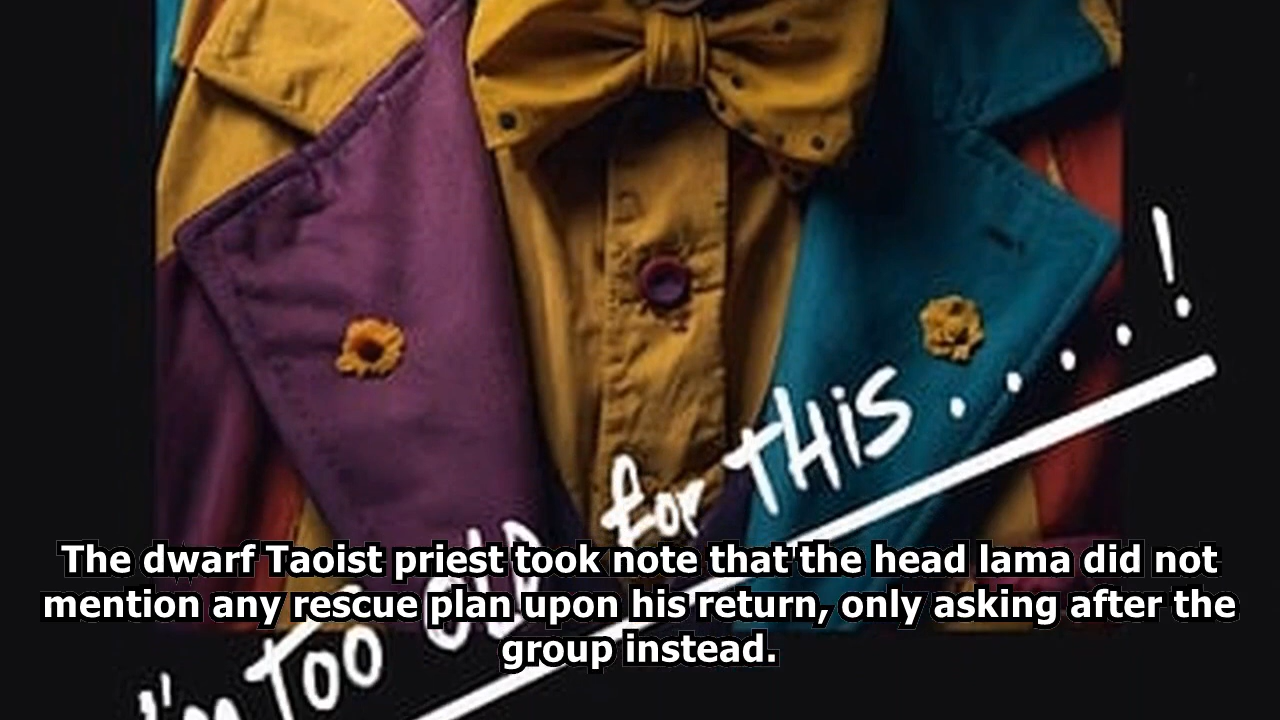 I'm TOO OLD for THiS . . . . . !
The dwarf Taoist priest took note that the head lama did not
mention any rescue plan upon his return, only asking after the
group instead.